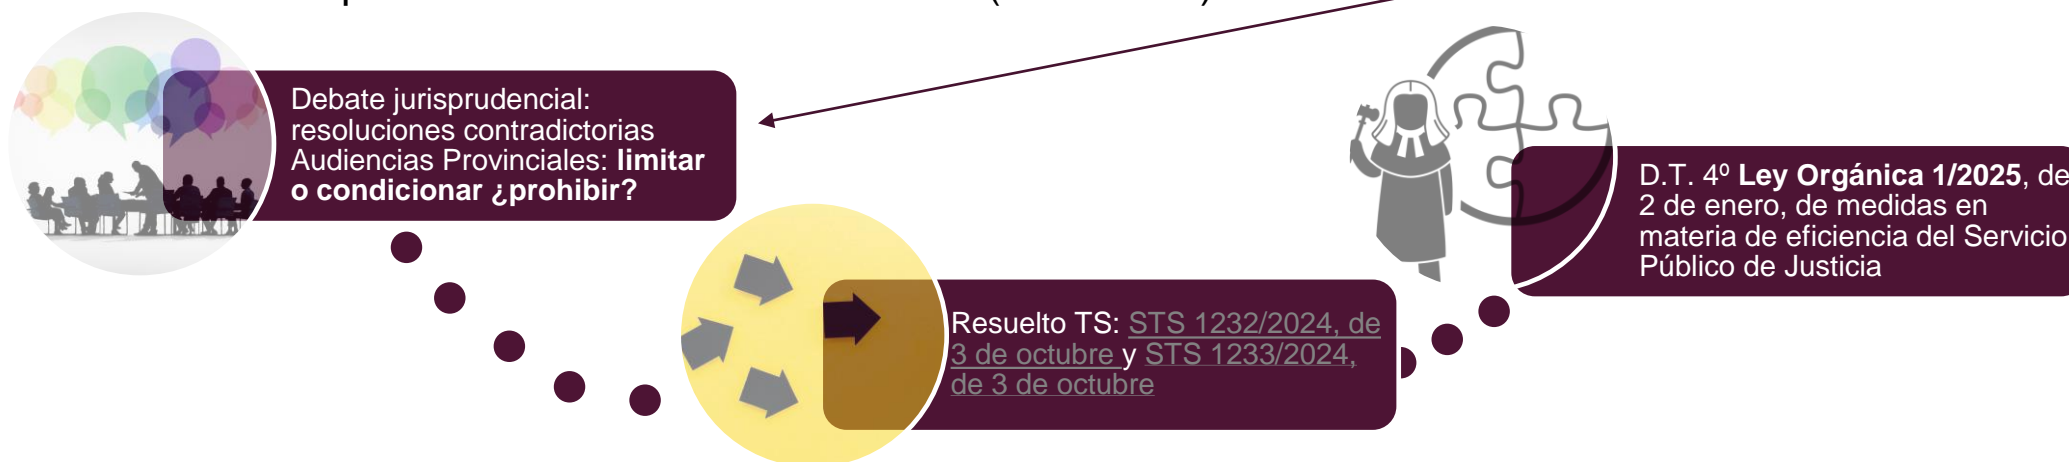 Debate jurisprudencial:
resoluciones contradictorias
Audiencias Provinciales: limitar
o condicionar ¿prohibir?
Resuelto TS: STS 1232/2024, de
3 de octubre y STS 1233/2024,
de 3 de octubre
D.T. 4º Ley Orgánica 1/2025, de
2 de enero, de medidas en
materia de eficiencia del Servicio
Público de Justicia